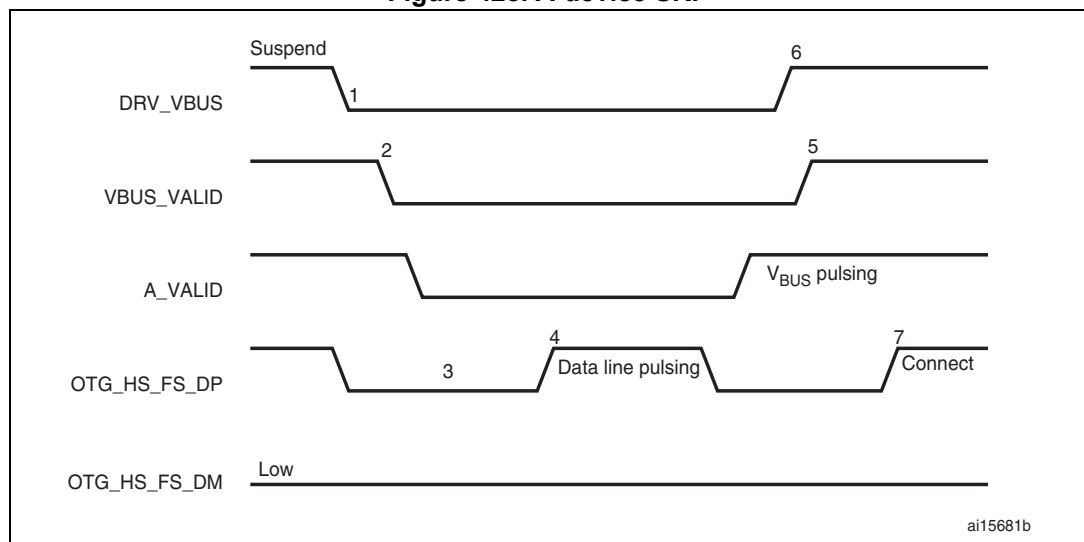 Suspend
6
DRV_VBUS
1
2
5
VBUS_VALID
A_VALID
VBUS pulsing
4
7
OTG_HS_FS_DP
3
Data line pulsing
Connect
OTG_HS_FS_DM
Low
ai15681b